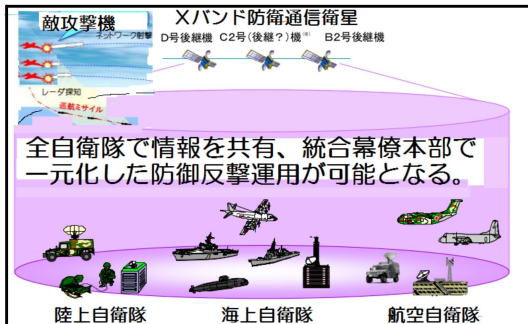 敵攻撃機
ネットワーク射撃
レーダ探知
巡航ミサイル
Xバンド防衛通信衛星
D号後継機 C2号(後継?)機 B2号後継機
全自衛隊で情報を共有、統合幕僚本部で
一元化した防御反撃運用が可能となる。
陸上自衛隊 海上自衛隊 航空自衛隊